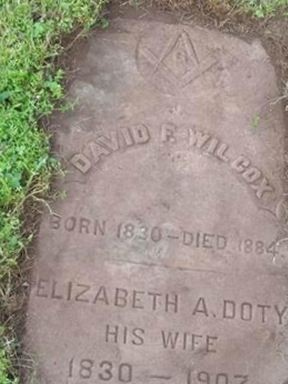 G
DAVID F. WILCOX
BORN 1830-DIED 1884.
ELIZABETH A. DOTY
HIS WIFE
1830 - 1907